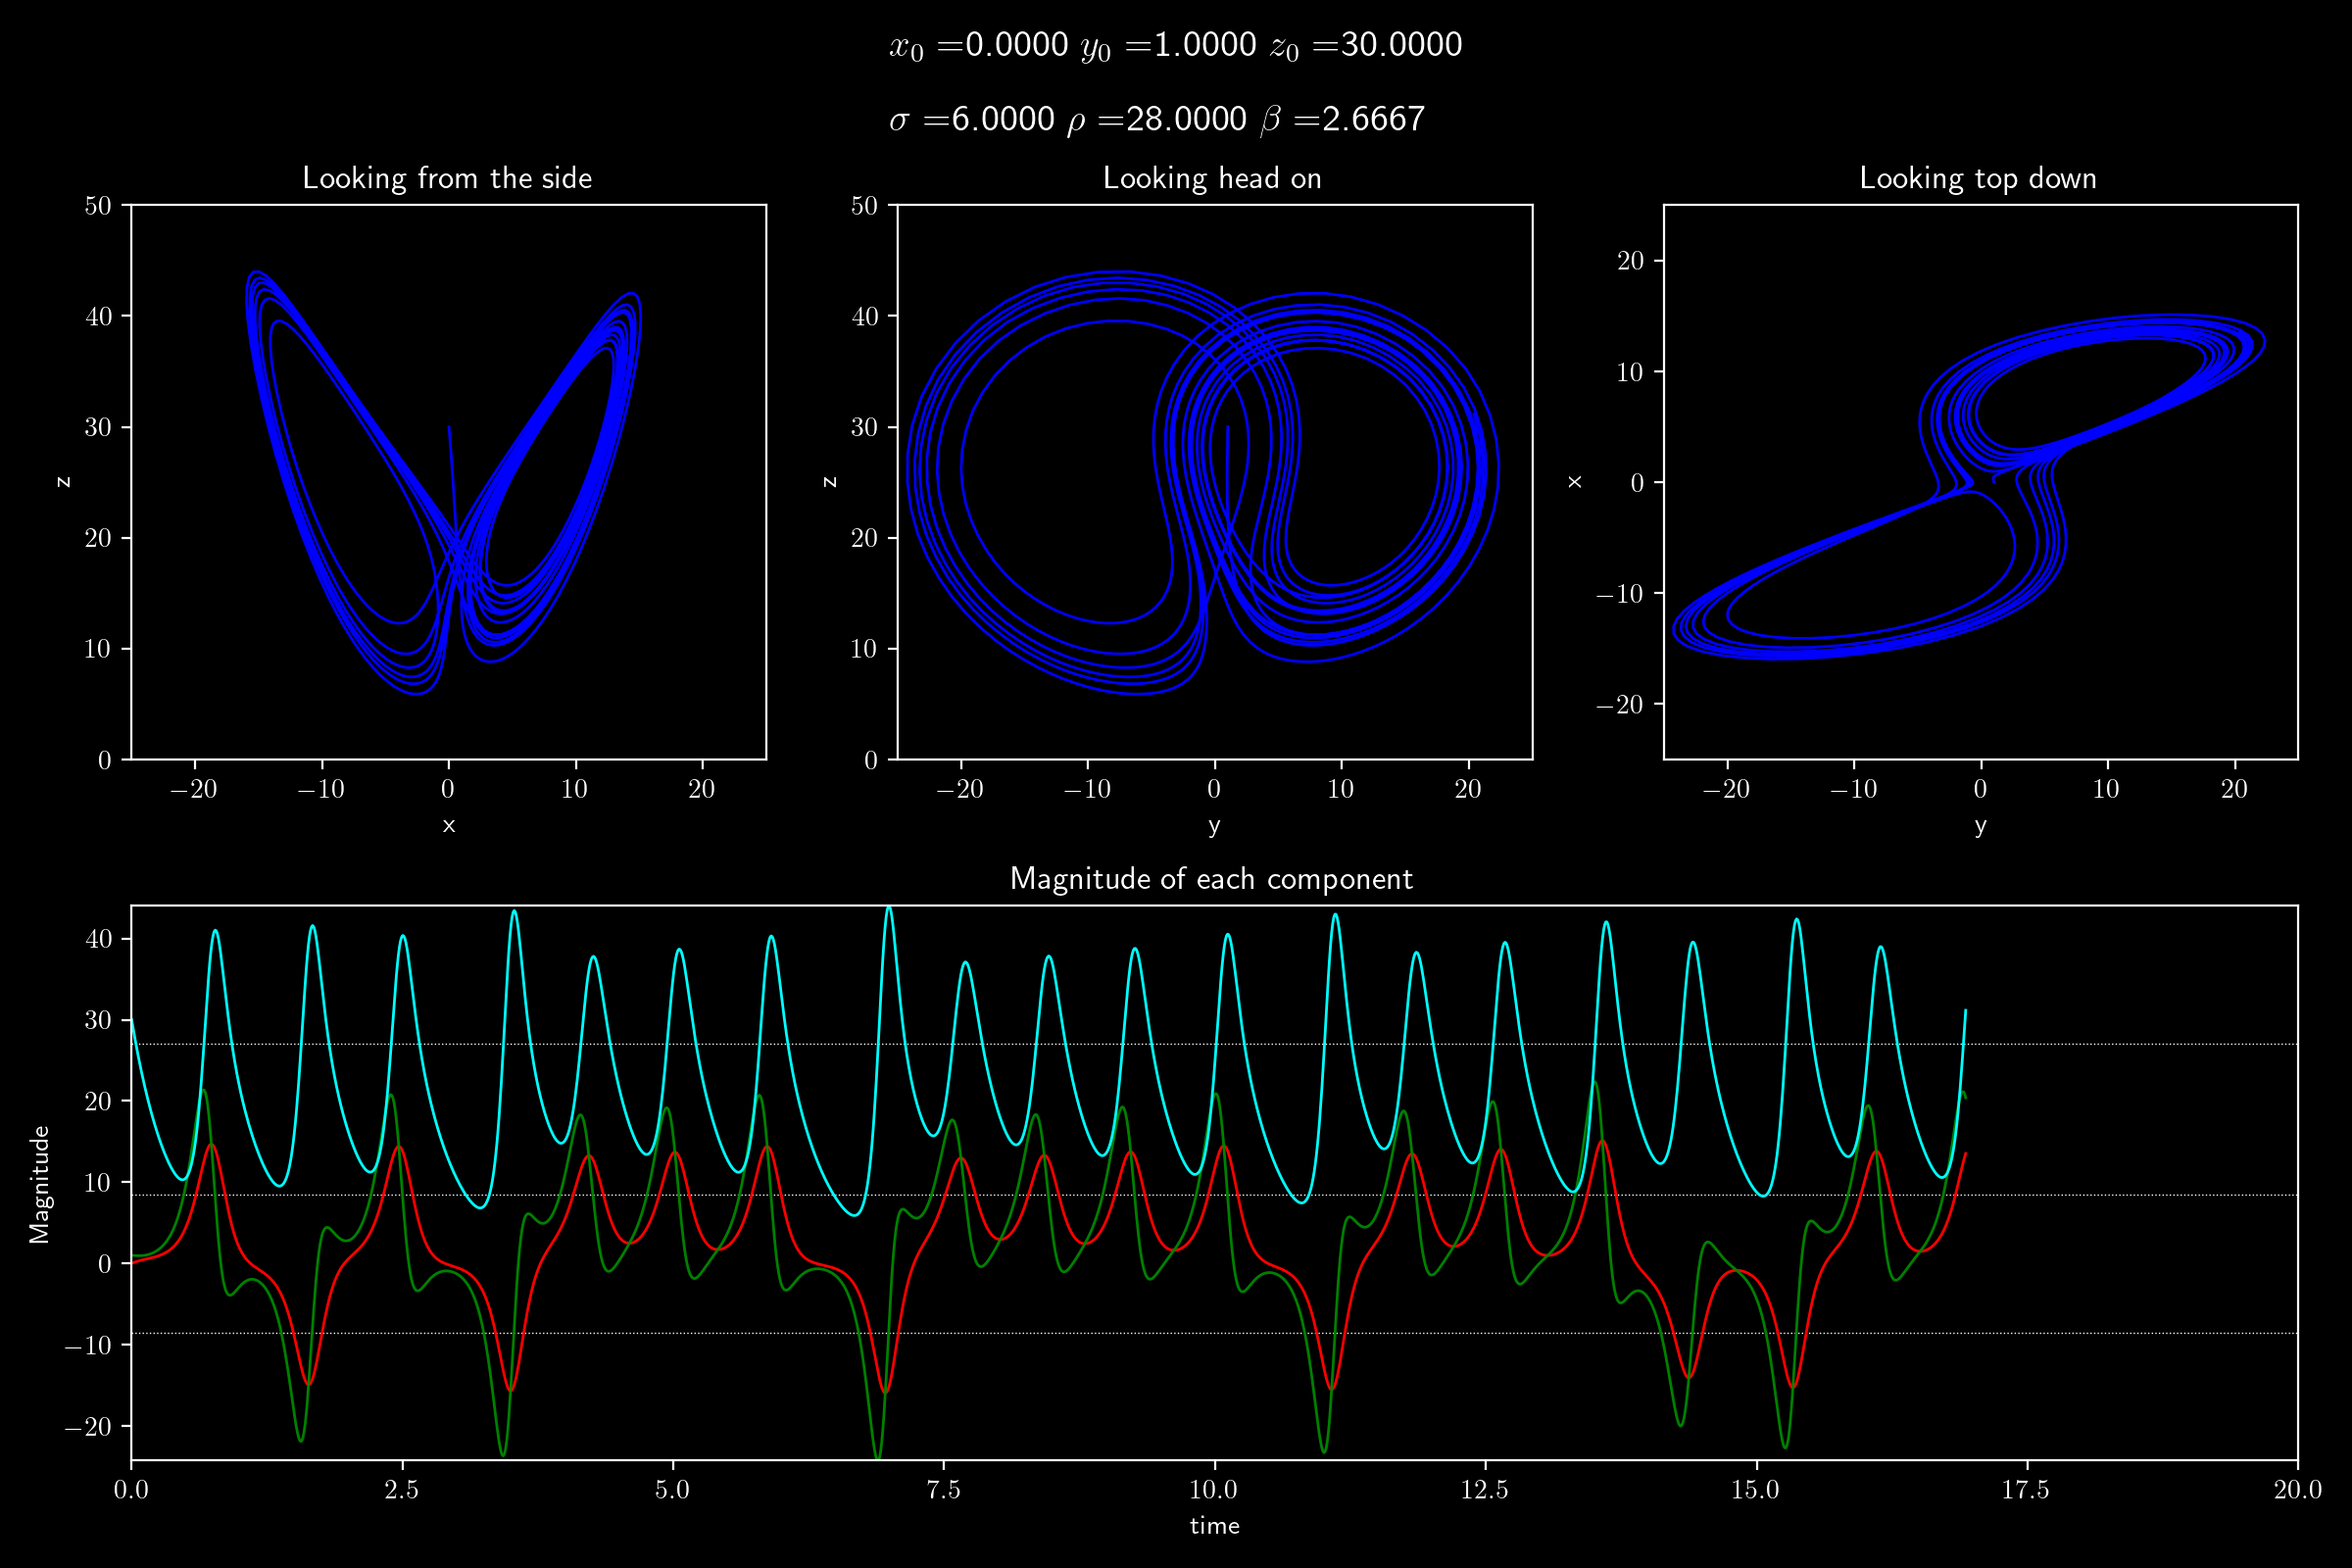 x₀ =0.0000 y₀ =1.0000 z₀ =30.0000
σ =6.0000 ρ =28.0000 β =2.6667
Looking from the side
50
40
30
20
10
0
z
−20 −10 0 10 20
x
Looking head on
50
40
30
20
10
0
z
−20 −10 0 10 20
y
Looking top down
20
10
0
−10
−20
x
−20 −10 0 10 20
y
Magnitude of each component
40
30
20
10
0
−10
−20
Magnitude
0.0 2.5 5.0 7.5 10.0 12.5 15.0 17.5 20.0
time